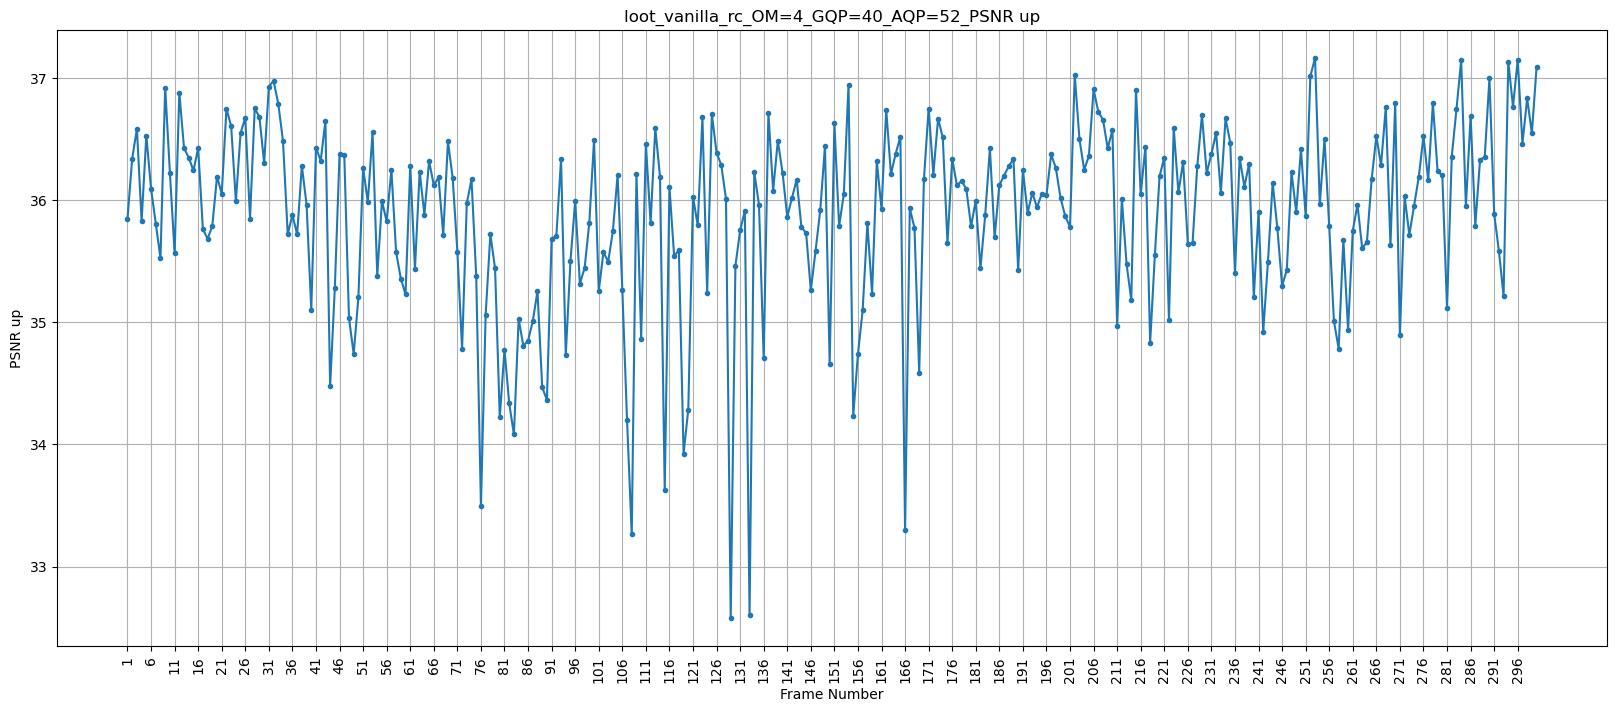 loot_vanilla_rc_OM=4_GQP=40_AQP=52_PSNR up
37
36
35
34
33
PSNR up
1 6 11 16 21 26 31 36 41 46 51 56 61 66 71 76 81 86 91 96 101 106 111 116 121 126 131 136 141 146 151 156 161 166 171 176 181 186 191 196 201 206 211 216 221 226 231 236 241 246 251 256 261 266 271 276 281 286 291 296
Frame Number